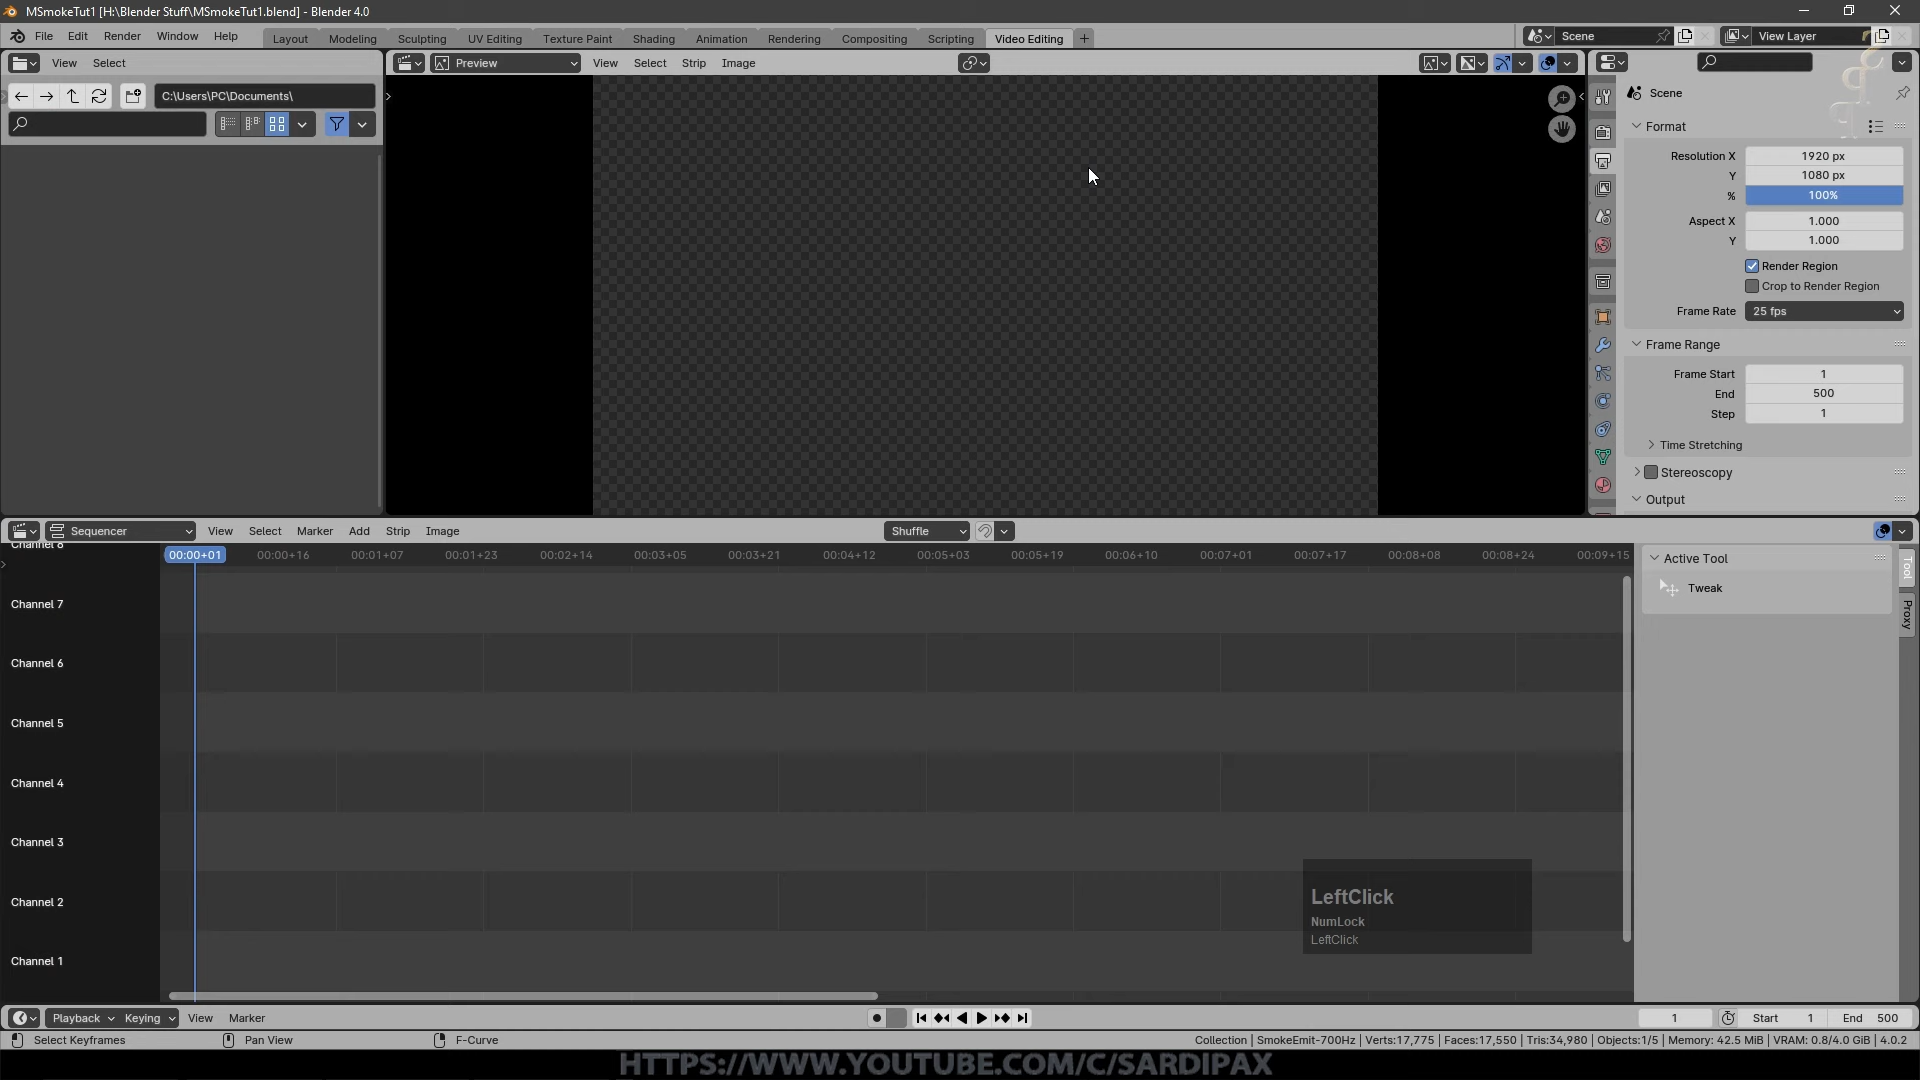 MSmokeTut1 [H:\Blender Stuff\MSmokeTut1.blend] - Blender 4.0
File Edit Render Window Help Layout Modeling Sculpting UV Editing Texture Paint Shading Animation Rendering Compositing Scripting Video Editing + Scene View Layer
View Select Preview View Select Strip Image
C:\Users\PC\Documents\
Scene
Format
Resolution X 1920 px
Y 1080 px
% 100%
Aspect X 1.000
Y 1.000
Render Region
Crop to Render Region
Frame Rate 25 fps
Frame Range
Frame Start 1
End 500
Step 1
Time Stretching
Stereoscopy
Output
Sequencer View Select Marker Add Strip Image Shuffle
Channel 8
00:00+01 00:00+16 00:01+07 00:01+23 00:02+14 00:03+05 00:03+21 00:04+12 00:05+03 00:05+19 00:06+10 00:07+01 00:07+17 00:08+08 00:08+24 00:09+15
Active Tool
Tweak
Tool
Proxy
Channel 7
Channel 6
Channel 5
Channel 4
Channel 3
Channel 2
Channel 1
LeftClick
NumLock
LeftClick
Playback Keying View Marker 1 Start 1 End 500
Select Keyframes Pan View F-Curve Collection | SmokeEmit-700Hz | Verts:17,775 | Faces:17,550 | Tris:34,980 | Objects:1/5 | Memory: 42.5 MiB | VRAM: 0.8/4.0 GiB | 4.0.2
HTTPS://WWW.YOUTUBE.COM/C/SARDIPAX